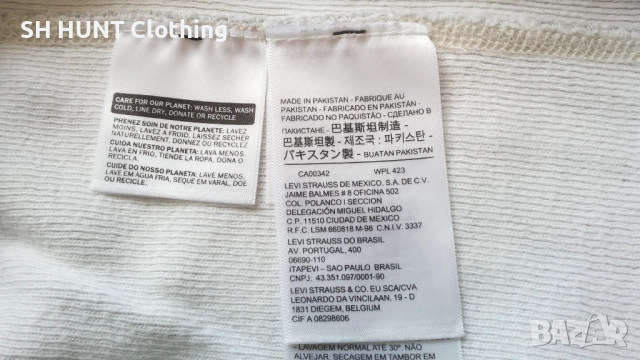 SH HUNT Clothing
CARE FOR OUR PLANET: WASH LESS, WASH
COLD, LINE DRY, DONATE OR RECYCLE
PRENEZ SOIN DE NOTRE PLANÈTE: LAVEZ
MOINS, LAVEZ A FROID, LAISSEZ SECHER
NATURELLEMENT, DONNEZ OU RECYCLEZ.
CUIDA NUESTRO PLANETA: LAVA MENOS,
LAVA EN FRIO, TIENDE LA ROPA, DONA O
RECICLA.
CUIDE DO NOSSO PLANETA: LAVE MENOS,
LAVE EM ÁGUA FRIA, SEQUE EM VARAL, DOE
OU RECICLE.
MADE IN PAKISTAN - FABRIQUE AU
PAKISTAN - FABRICADO EN PAKISTÁN -
FABRICADO NO PAQUISTÃO - СДЕЛАНО В
ПАКИСТАНЕ - 巴基斯坦制造 -
巴基斯坦製 - 제조국 : 파키스탄 -
パキスタン製 - BUATAN PAKISTAN
CA00342 WPL 423
LEVI STRAUSS DE MEXICO, S.A. DE C.V.
JAIME BALMES # 8 OFICINA 502
COL. POLANCO I SECCION
DELEGACIÓN MIGUEL HIDALGO
C.P. 11510 CIUDAD DE MEXICO
R.F.C. LSM 660818 M-98 C.N.I.V. 3337
LEVI STRAUSS DO BRASIL
AV. PORTUGAL, 400
06690-110
ITAPEVI - SAO PAULO BRASIL
CNPJ: 43.351.097/0001-90
LEVI STRAUSS & CO. EU SCA/CVA
LEONARDO DA VINCILAAN, 19 - D
1831 DIEGEM, BELGIUM
CIF A 08298606
- LAVAGEM NORMAL ATÉ 30°. NÃO
ALVEJAR. SECAGEM EM TAMBOR EM
BAZAR